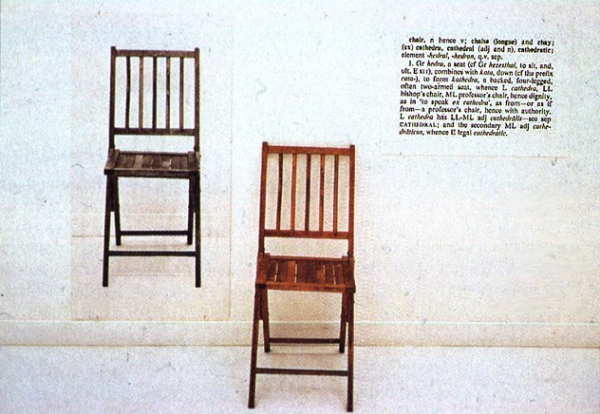 chair, n hence v; chaise (longue) and chay;
(ex) cathedra, cathedral (adj and n), cathedratic;
element -hedral, -hedron, q.v. sep.
1. Gr hedra, a seat (cf Gr hezesthai, to sit, and,
ult, E SIT), combines with kata, down (cf the prefix
cata-), to form kathedra, a backed, four-legged,
often two-armed seat, whence L cathedra, LL
bishop's chair, ML professor's chair, hence dignity,
as in 'to speak ex cathedra', as from—or as if
from—a professor's chair, hence with authority.
L cathedra has LL-ML adj cathedrālis—see sep
CATHEDRAL; and the secondary ML adj cathe-
drāticus, whence E legal cathedratic.